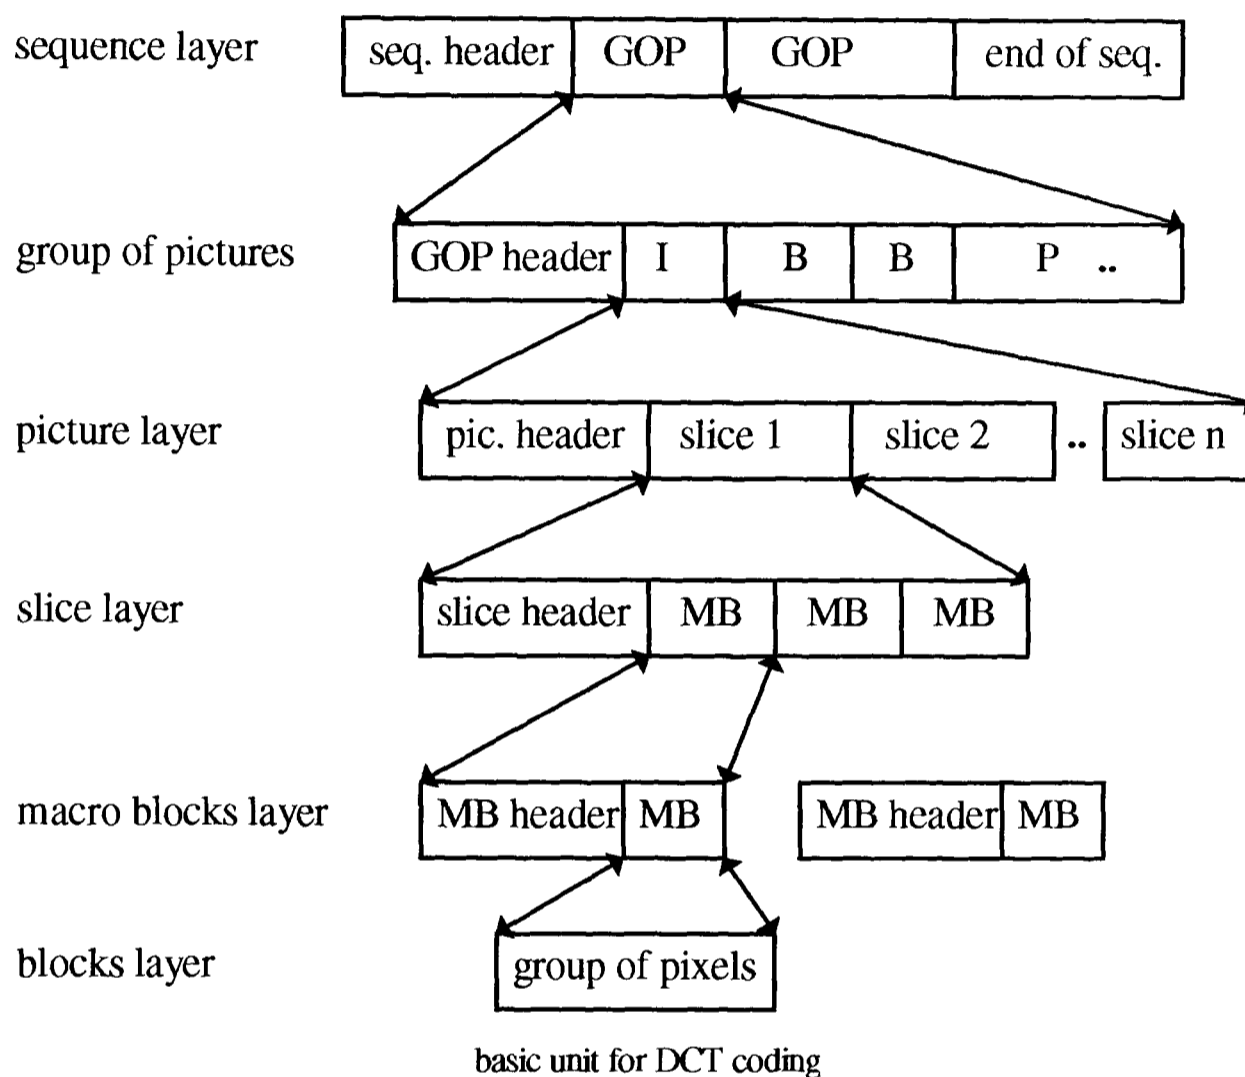 sequence layer seq. header GOP GOP end of seq.
group of pictures GOP header I B B P ..
picture layer pic. header slice 1 slice 2 .. slice n
slice layer slice header MB MB MB
macro blocks layer MB header MB MB header MB
blocks layer group of pixels
basic unit for DCT coding